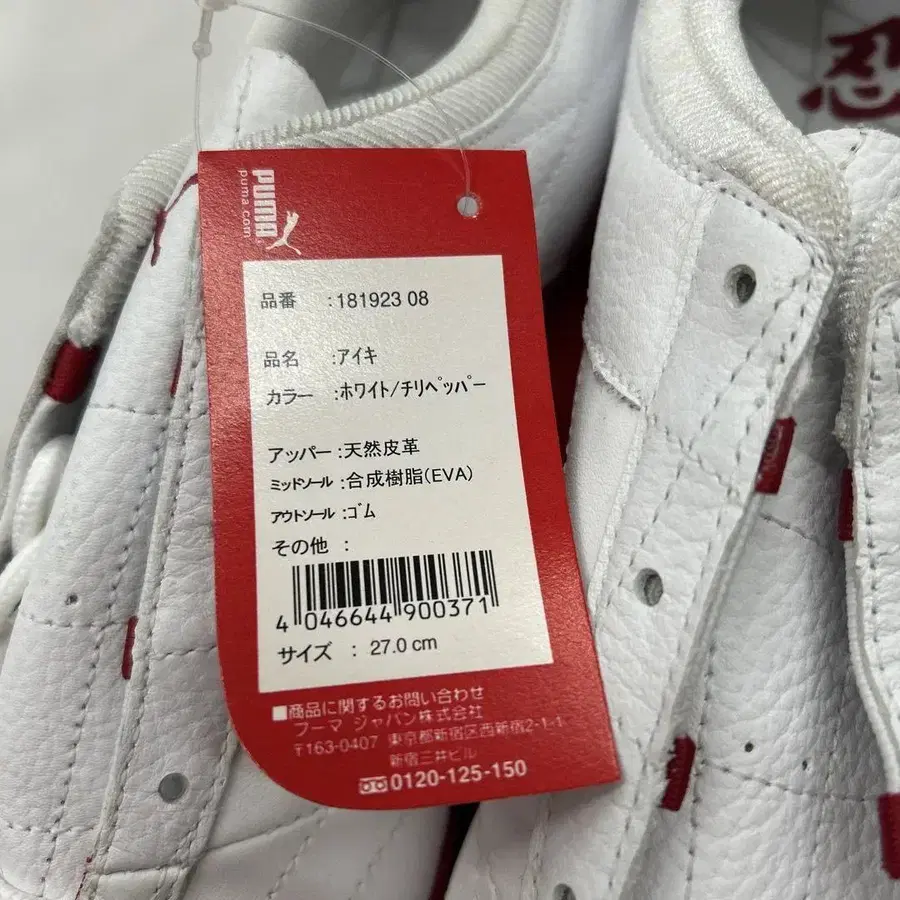 忍
PUMA
puma.com
品番 :181923 08
品名 :アイキ
カラー :ホワイト/チリペッパー
アッパー:天然皮革
ミッドソール:合成樹脂(EVA)
アウトソール:ゴム
その他 :
4 046644 900371
サイズ : 27.0 cm
■商品に関するお問い合わせ
プーマ ジャパン株式会社
〒163-0407 東京都新宿区西新宿2-1-1
新宿三井ビル
0120-125-150